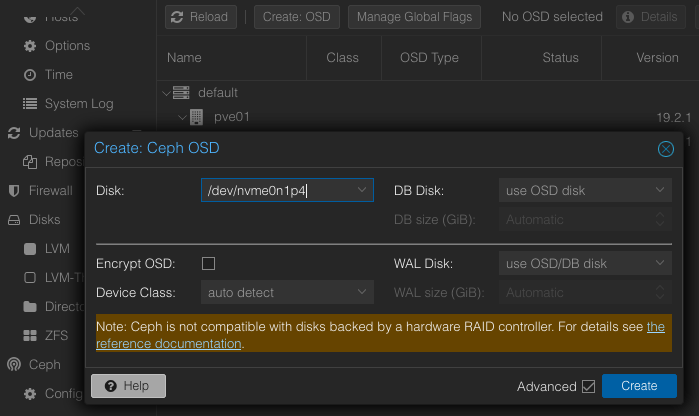 Hosts
Reload
Create: OSD
Manage Global Flags
No OSD selected
Details
Options
Time
System Log
Updates
Firewall
Disks
LVM
ZFS
Ceph
Name
Class
OSD Type
Status
Version
default
pve01
19.2.1
Create: Ceph OSD
Disk:
/dev/nvme0n1p4
DB Disk:
use OSD disk
DB size (GiB):
Automatic
Encrypt OSD:
WAL Disk:
use OSD/DB disk
Device Class:
auto detect
WAL size (GiB):
Automatic
Note: Ceph is not compatible with disks backed by a hardware RAID controller. For details see the
reference documentation.
Help
Advanced
Create